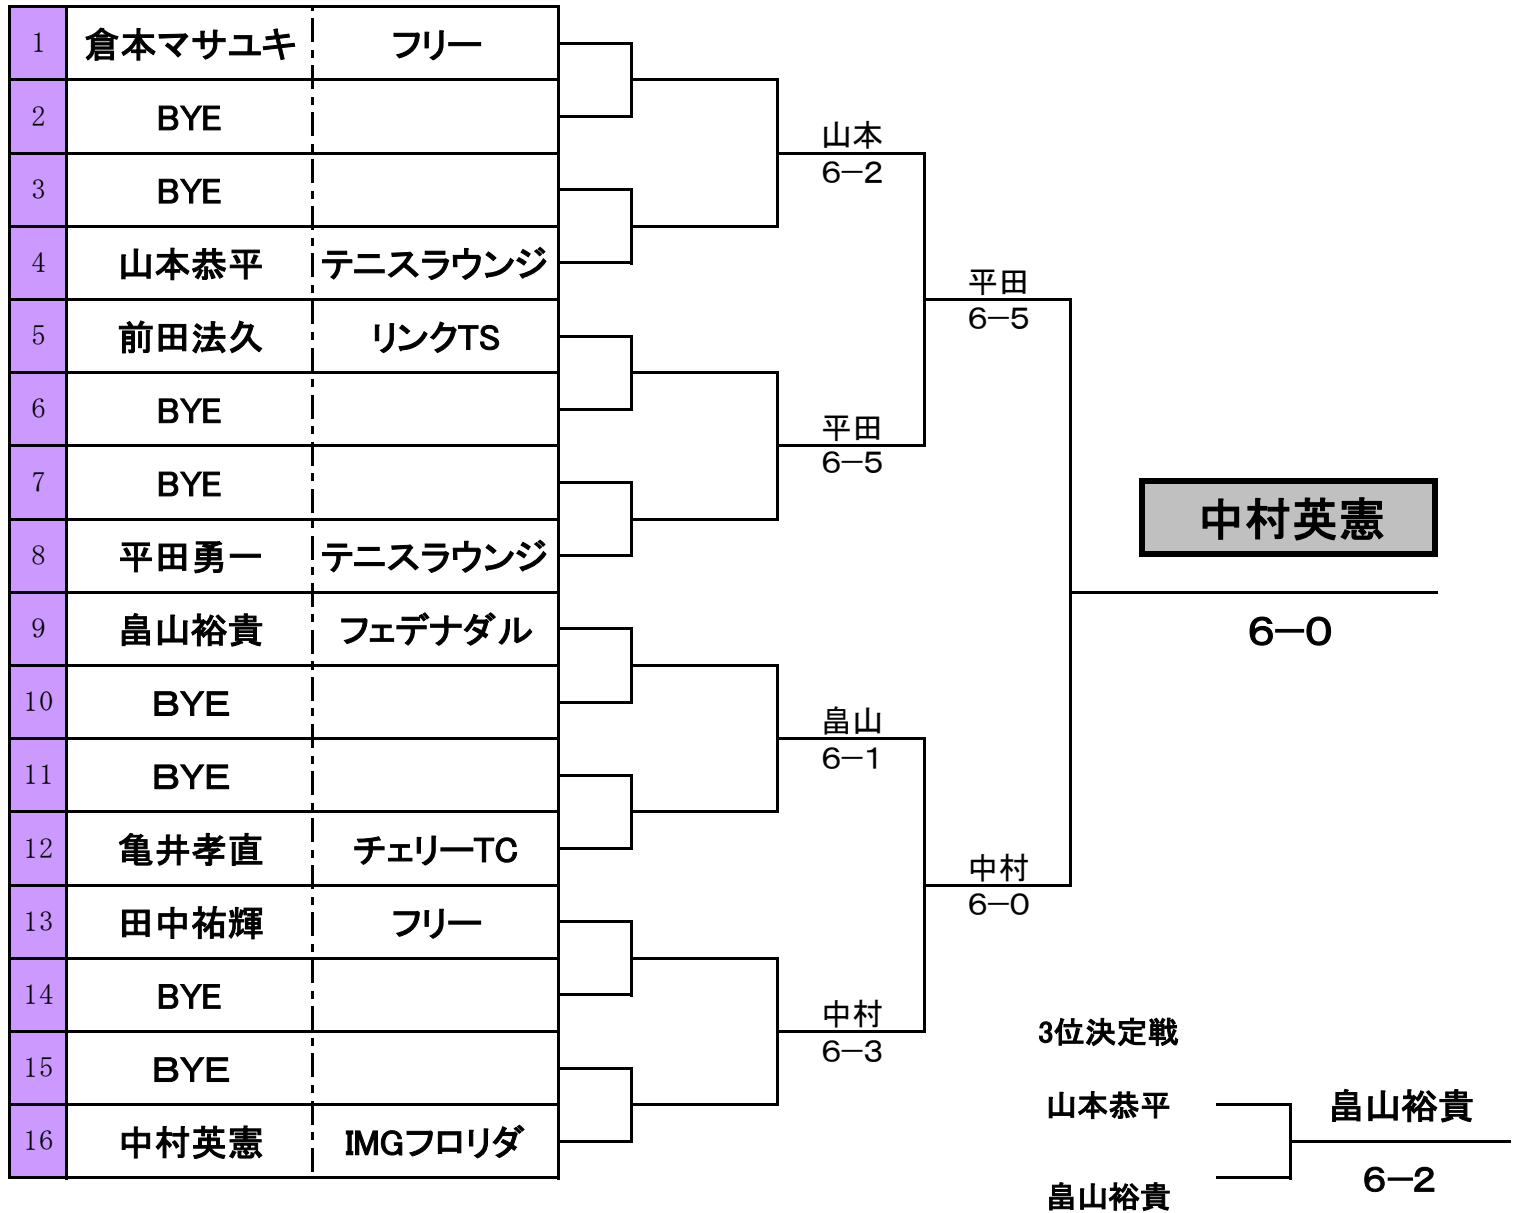 1 倉本マサユキ フリー
2 BYE
3 BYE
4 山本恭平 テニスラウンジ
5 前田法久 リンクTS
6 BYE
7 BYE
8 平田勇一 テニスラウンジ
9 畠山裕貴 フェデナダル
10 BYE
11 BYE
12 亀井孝直 チェリーTC
13 田中祐輝 フリー
14 BYE
15 BYE
16 中村英憲 IMGフロリダ
山本
6-2
平田
6-5
畠山
6-1
中村
6-3
平田
6-5
中村
6-0
中村英憲
6-0
3位決定戦
山本恭平
畠山裕貴
畠山裕貴
6-2